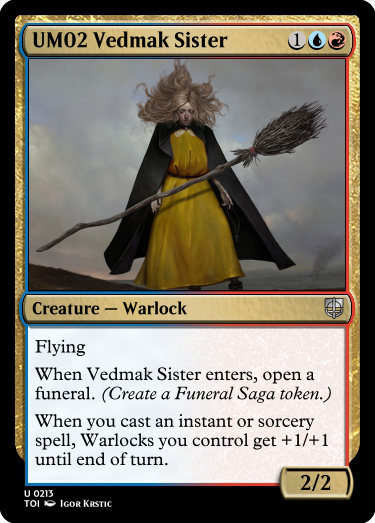 UM02 Vedmak Sister 1
Creature — Warlock
Flying
When Vedmak Sister enters, open a
funeral. (Create a Funeral Saga token.)
When you cast an instant or sorcery
spell, Warlocks you control get +1/+1
until end of turn.
2/2
U 0213
TOI Igor Krstic